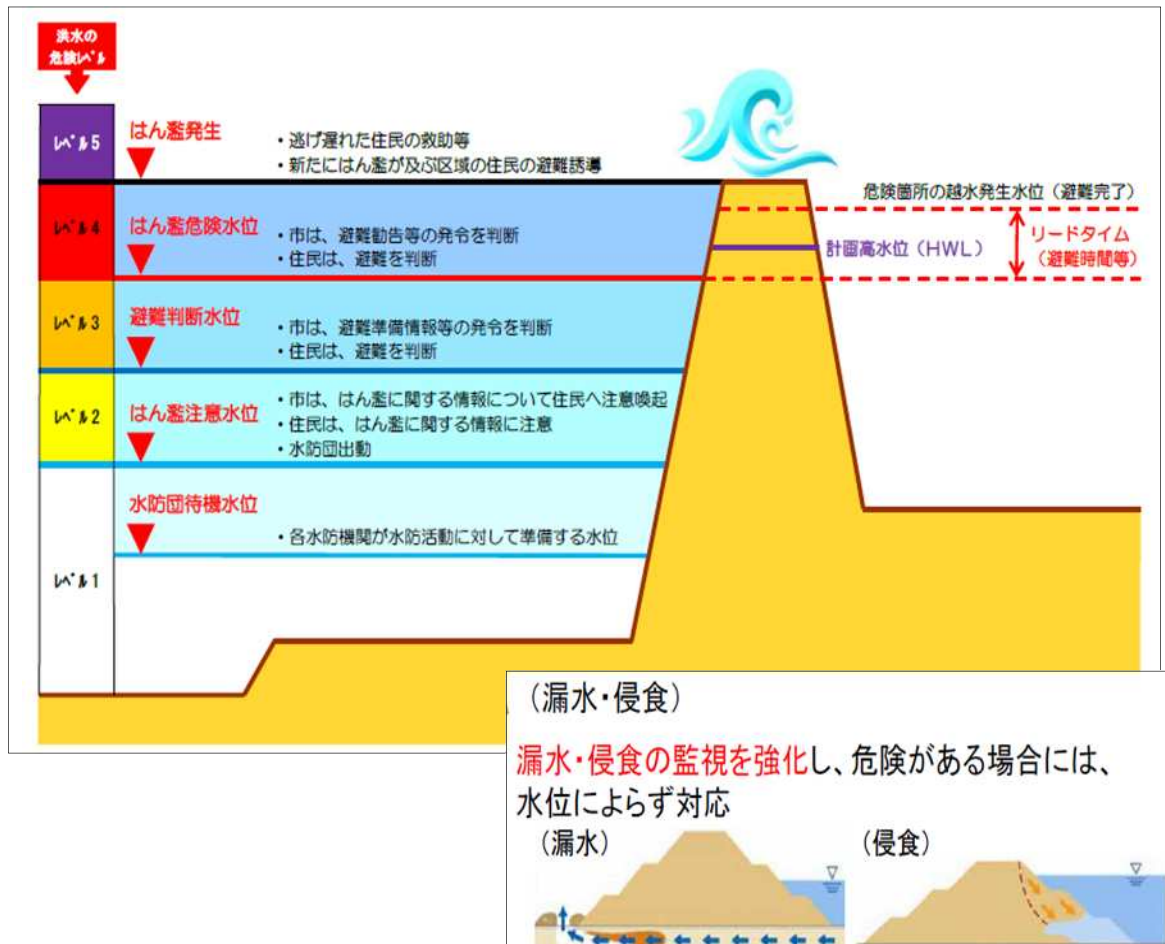 洪水の
危険レベル
レベル5
はん濫発生
・逃げ遅れた住民の救助等
・新たにはん濫が及ぶ区域の住民の避難誘導
危険箇所の越水発生水位（避難完了）
レベル4
はん濫危険水位
・市は、避難勧告等の発令を判断
・住民は、避難を判断
計画高水位（HWL）
リードタイム
（避難時間等）
レベル3
避難判断水位
・市は、避難準備情報等の発令を判断
・住民は、避難を判断
レベル2
はん濫注意水位
・市は、はん濫に関する情報について住民へ注意喚起
・住民は、はん濫に関する情報に注意
・水防団出動
水防団待機水位
・各水防機関が水防活動に対して準備する水位
レベル1
（漏水・侵食）
漏水・侵食の監視を強化し、危険がある場合には、
水位によらず対応
（漏水）
（侵食）